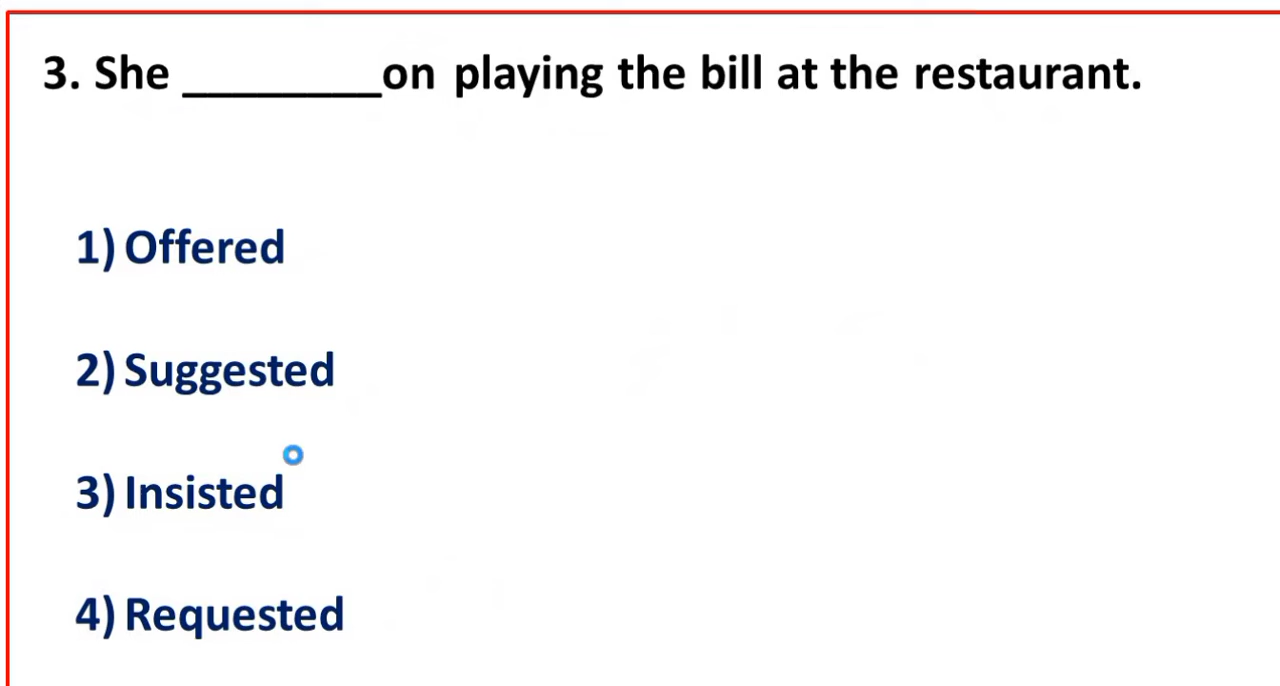 3. She ________on playing the bill at the restaurant.
1) Offered
2) Suggested
3) Insisted
4) Requested